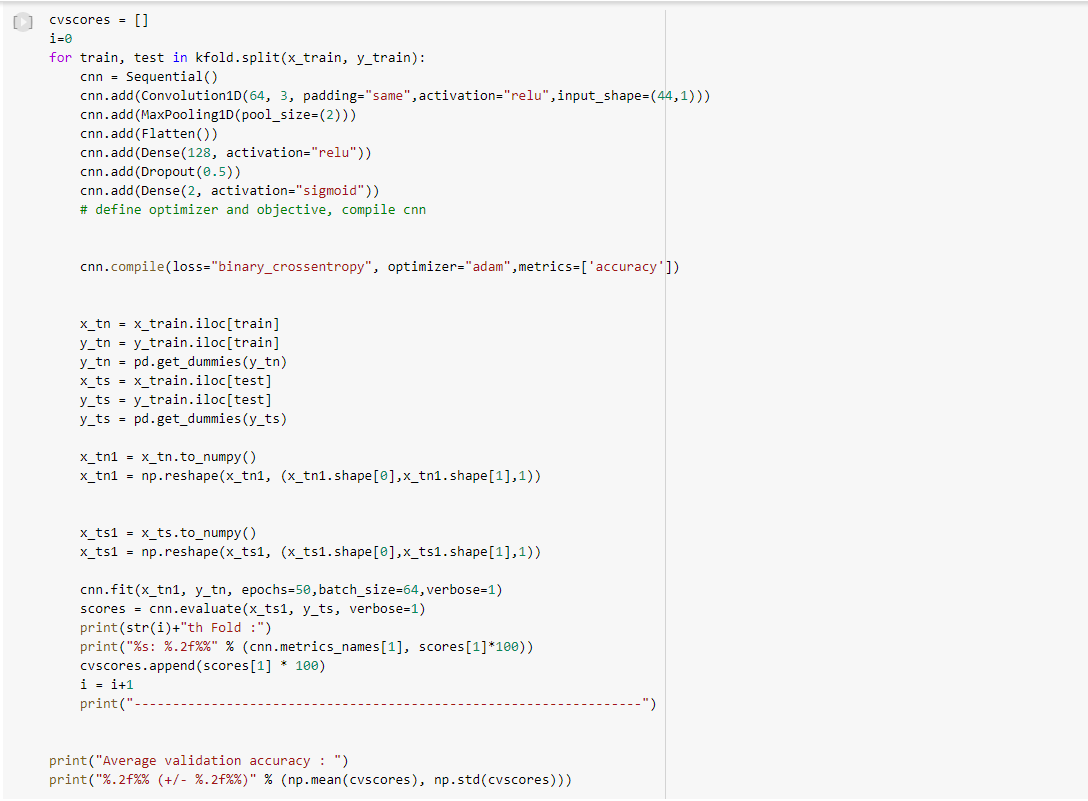 cvscores = []
i=0
for train, test in kfold.split(x_train, y_train):
    cnn = Sequential()
    cnn.add(Convolution1D(64, 3, padding="same",activation="relu",input_shape=(44,1)))
    cnn.add(MaxPooling1D(pool_size=(2)))
    cnn.add(Flatten())
    cnn.add(Dense(128, activation="relu"))
    cnn.add(Dropout(0.5))
    cnn.add(Dense(2, activation="sigmoid"))
    # define optimizer and objective, compile cnn
    cnn.compile(loss="binary_crossentropy", optimizer="adam",metrics=['accuracy'])
    x_tn = x_train.iloc[train]
    y_tn = y_train.iloc[train]
    y_tn = pd.get_dummies(y_tn)
    x_ts = x_train.iloc[test]
    y_ts = y_train.iloc[test]
    y_ts = pd.get_dummies(y_ts)
    x_tn1 = x_tn.to_numpy()
    x_tn1 = np.reshape(x_tn1, (x_tn1.shape[0],x_tn1.shape[1],1))
    x_ts1 = x_ts.to_numpy()
    x_ts1 = np.reshape(x_ts1, (x_ts1.shape[0],x_ts1.shape[1],1))
    cnn.fit(x_tn1, y_tn, epochs=50,batch_size=64,verbose=1)
    scores = cnn.evaluate(x_ts1, y_ts, verbose=1)
    print(str(i)+"th Fold :")
    print("%s: %.2f%%" % (cnn.metrics_names[1], scores[1]*100))
    cvscores.append(scores[1] * 100)
    i = i+1
    print("------------------------------------------------------------------")
print("Average validation accuracy : ")
print("%.2f%% (+/- %.2f%%)" % (np.mean(cvscores), np.std(cvscores)))